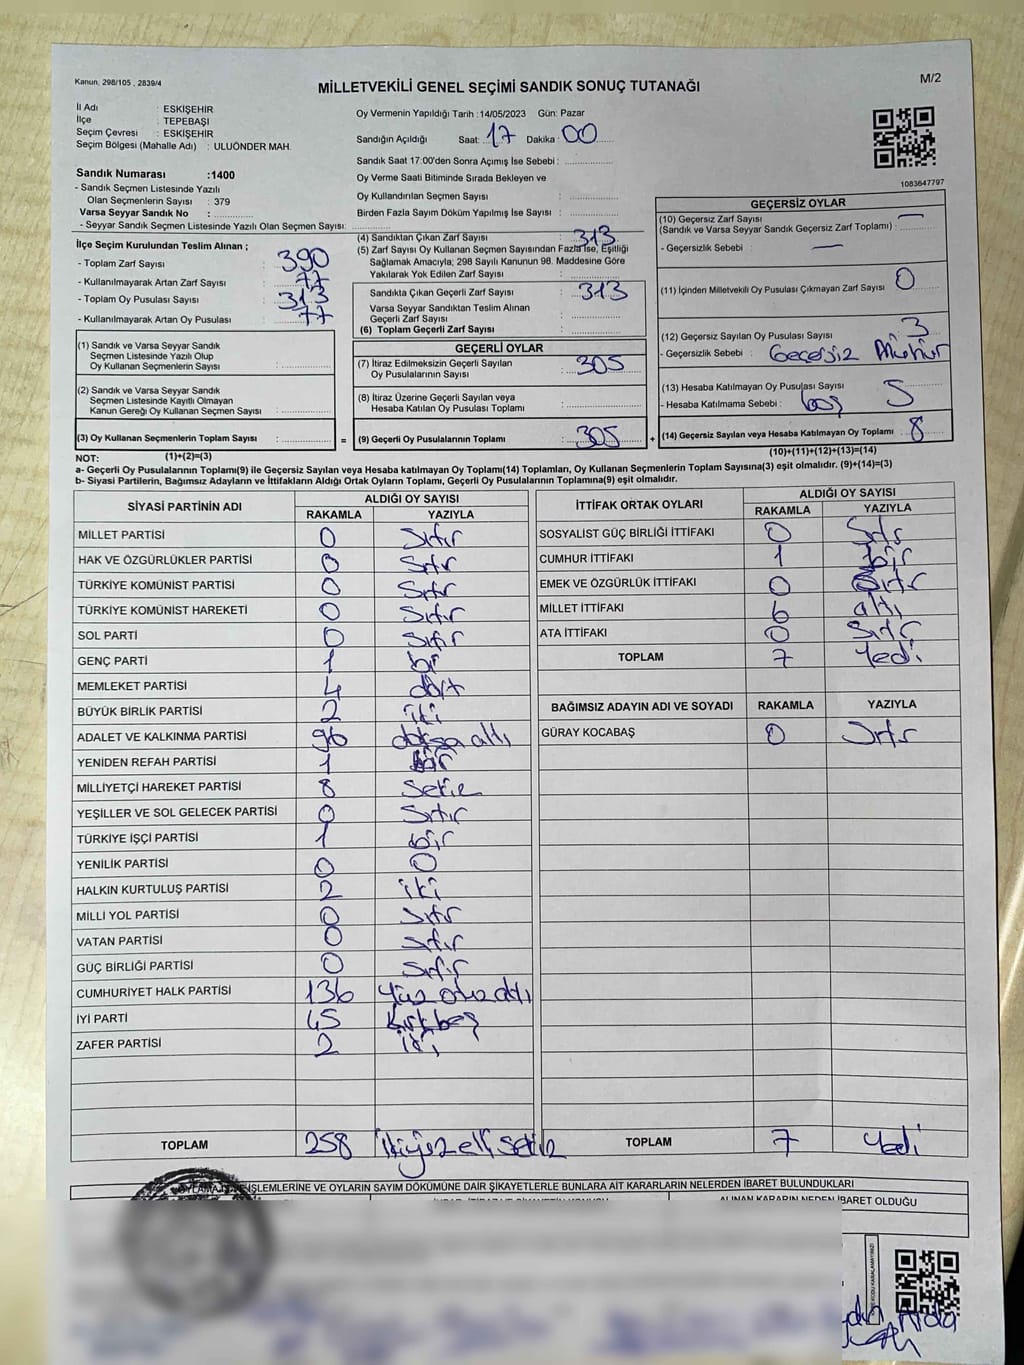 Kanun, 298/105 , 2839/4
MİLLETVEKİLİ GENEL SEÇİMİ SANDIK SONUÇ TUTANAĞI
M/2
İl Adı : ESKİŞEHİR
İlçe : TEPEBAŞI
Seçim Çevresi : ESKİŞEHİR
Seçim Bölgesi (Mahalle Adı) : ULUÖNDER MAH.
Sandık Numarası :1400
- Sandık Seçmen Listesinde Yazılı
Olan Seçmenlerin Sayısı : 379
Varsa Seyyar Sandık No :
- Seyyar Sandık Seçmen Listesinde Yazılı Olan Seçmen Sayısı:
Oy Vermenin Yapıldığı Tarih :14/05/2023 Gün: Pazar
Sandığın Açıldığı Saat: 17 Dakika : 00
Sandık Saat 17:00'den Sonra Açımış İse Sebebi :
Oy Verme Saati Bitiminde Sırada Bekleyen ve
Oy Kullandırılan Seçmen Sayısı :
Birden Fazla Sayım Döküm Yapılmış İse Sayısı :
1083647797
İlçe Seçim Kurulundan Teslim Alınan ;
- Toplam Zarf Sayısı : 390
- Kullanılmayarak Artan Zarf Sayısı : 77
- Toplam Oy Pusulası Sayısı : 313
- Kullanılmayarak Artan Oy Pusulası : 77
(4) Sandıktan Çıkan Zarf Sayısı : 313
(5) Zarf Sayısı Oy Kullanan Seçmen Sayısından Fazla İse, Eşitliği
Sağlamak Amacıyla; 298 Sayılı Kanunun 98. Maddesine Göre
Yakılarak Yok Edilen Zarf Sayısı :
Sandıkta Çıkan Geçerli Zarf Sayısı : 313
Varsa Seyyar Sandıktan Teslim Alınan
Geçerli Zarf Sayısı :
(6) Toplam Geçerli Zarf Sayısı :
GEÇERSİZ OYLAR
(10) Geçersiz Zarf Sayısı —
(Sandık ve Varsa Seyyar Sandık Geçersiz Zarf Toplamı) :
- Geçersizlik Sebebi : —
(11) İçinden Milletvekili Oy Pusulası Çıkmayan Zarf Sayısı : 0
(12) Geçersiz Sayılan Oy Pusulası Sayısı : 3
- Geçersizlik Sebebi : Geçersiz Mühür
(13) Hesaba Katılmayan Oy Pusulası Sayısı : 5
- Hesaba Katılmama Sebebi : boş
(14) Geçersiz Sayılan veya Hesaba Katılmayan Oy Toplamı : 8
(10)+(11)+(12)+(13)=(14)
(1) Sandık ve Varsa Seyyar Sandık
Seçmen Listesinde Yazılı Olup
Oy Kullanan Seçmenlerin Sayısı :
(2) Sandık ve Varsa Seyyar Sandık
Seçmen Listesinde Kayıtlı Olmayan
Kanun Gereği Oy Kullanan Seçmen Sayısı :
(3) Oy Kullanan Seçmenlerin Toplam Sayısı : =
(1)+(2)=(3)
GEÇERLİ OYLAR
(7) İtiraz Edilmeksizin Geçerli Sayılan
Oy Pusulalarının Sayısı : 305
(8) İtiraz Üzerine Geçerli Sayılan veya
Hesaba Katılan Oy Pusulası Toplamı :
(9) Geçerli Oy Pusulalarının Toplamı : 305 +
NOT:
a- Geçerli Oy Pusulalarının Toplamı(9) ile Geçersiz Sayılan veya Hesaba katılmayan Oy Toplamı(14) Toplamları, Oy Kullanan Seçmenlerin Toplam Sayısına(3) eşit olmalıdır. (9)+(14)=(3)
b- Siyasi Partilerin, Bağımsız Adayların ve İttifakların Aldığı Ortak Oyların Toplamı, Geçerli Oy Pusulalarının Toplamına(9) eşit olmalıdır.
SİYASİ PARTİNİN ADI ALDIĞI OY SAYISI
RAKAMLA YAZIYLA
MİLLET PARTİSİ 0 Sıfır
HAK VE ÖZGÜRLÜKLER PARTİSİ 0 Sıfır
TÜRKİYE KOMÜNİST PARTİSİ 0 Sıfır
TÜRKİYE KOMÜNİST HAREKETİ 0 Sıfır
SOL PARTİ 0 Sıfır
GENÇ PARTİ 1 bir
MEMLEKET PARTİSİ 4 dört
BÜYÜK BİRLİK PARTİSİ 2 iki
ADALET VE KALKINMA PARTİSİ 96 doksa altı
YENİDEN REFAH PARTİSİ 1 bir
MİLLİYETÇİ HAREKET PARTİSİ 8 Sekiz
YEŞİLLER VE SOL GELECEK PARTİSİ 0 Sıfır
TÜRKİYE İŞÇİ PARTİSİ 1 bir
YENİLİK PARTİSİ 0 0
HALKIN KURTULUŞ PARTİSİ 2 iki
MİLLİ YOL PARTİSİ 0 Sıfır
VATAN PARTİSİ 0 Sıfır
GÜÇ BİRLİĞİ PARTİSİ 0 Sıfır
CUMHURİYET HALK PARTİSİ 136 Yüz otuz altı
İYİ PARTİ 45 Kırk beş
ZAFER PARTİSİ 2 iki
TOPLAM 258 ikiyüz elli sekiz
İTTİFAK ORTAK OYLARI ALDIĞI OY SAYISI
RAKAMLA YAZIYLA
SOSYALİST GÜÇ BİRLİĞİ İTTİFAKI 0 Sıfır
CUMHUR İTTİFAKI 1 bir
EMEK VE ÖZGÜRLÜK İTTİFAKI 0 Sıfır
MİLLET İTTİFAKI 6 altı
ATA İTTİFAKI 0 Sıfır
TOPLAM 7 Yedi
BAĞIMSIZ ADAYIN ADI VE SOYADI RAKAMLA YAZIYLA
GÜRAY KOCABAŞ 0 Sıfır
TOPLAM 7 Yedi
İŞLEMLERİNE VE OYLARIN SAYIM DÖKÜMÜNE DAİR ŞİKAYETLERLE BUNLARA AİT KARARLARIN NELERDEN İBARET BULUNDUKLARI
ALINAN KARARIN NEDEN İBARET OLDUĞU